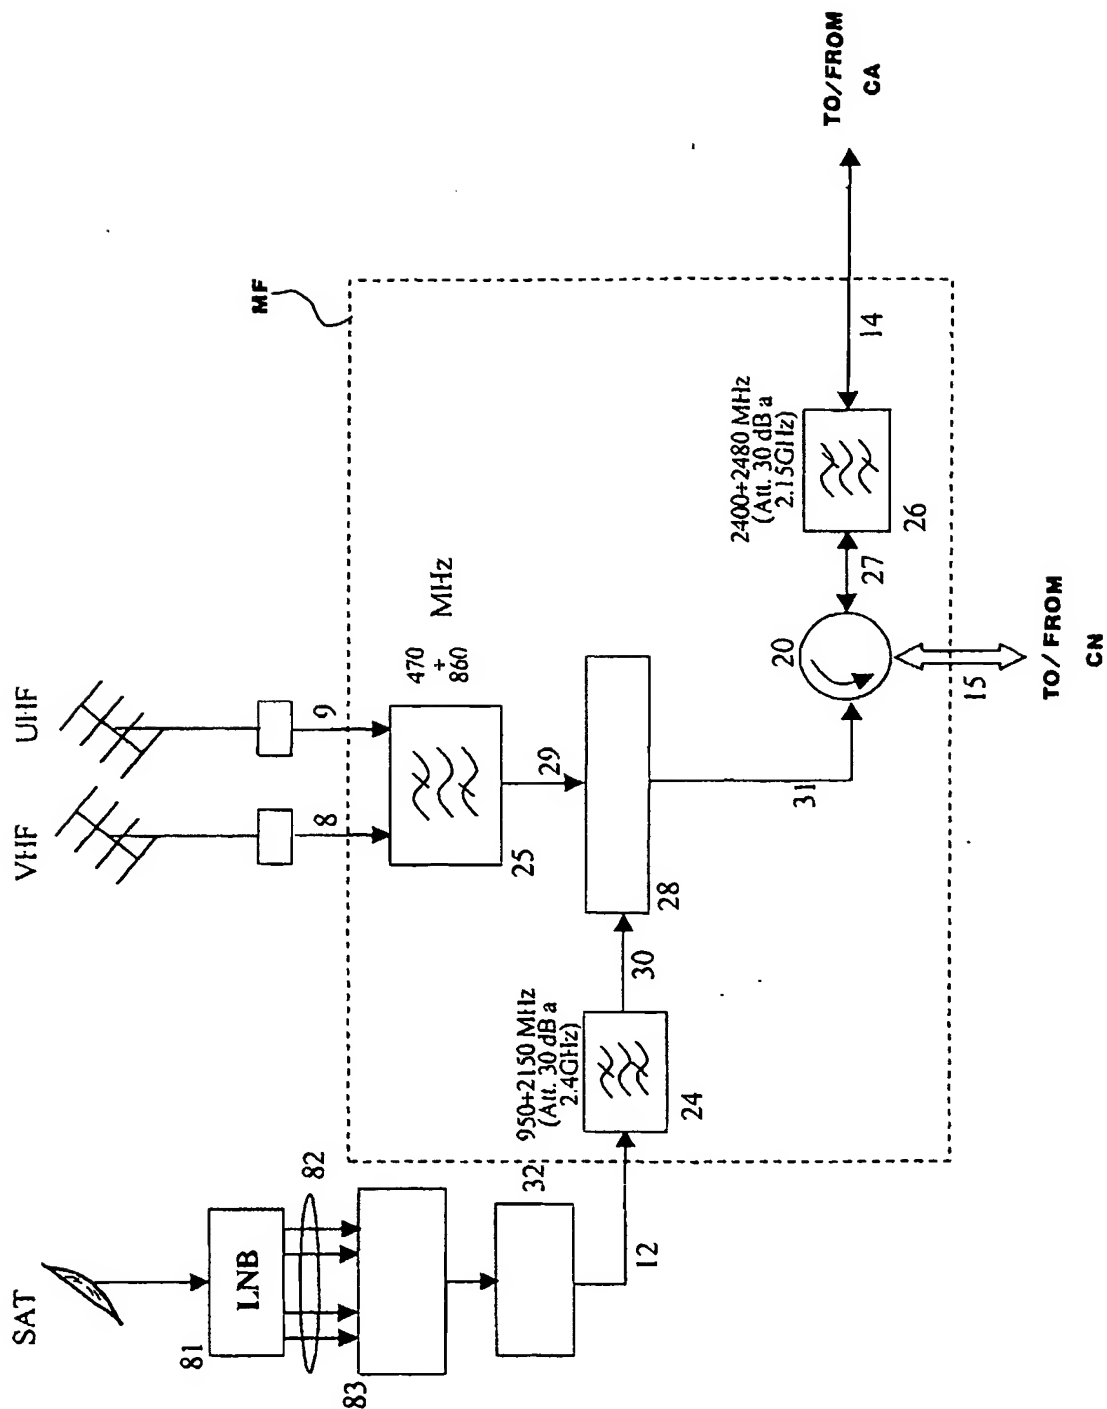 SAT
VHF
UHF
81
LNB
82
83
32
12
8
9
MF
470
÷
860
MHz
25
29
950÷2150 MHz
(Att. 30 dB a
2.4GHz)
24
30
28
31
2400÷2480 MHz
(Att. 30 dB a
2.15GHz)
20
27
26
14
15
TO/FROM
CA
TO/FROM
CN